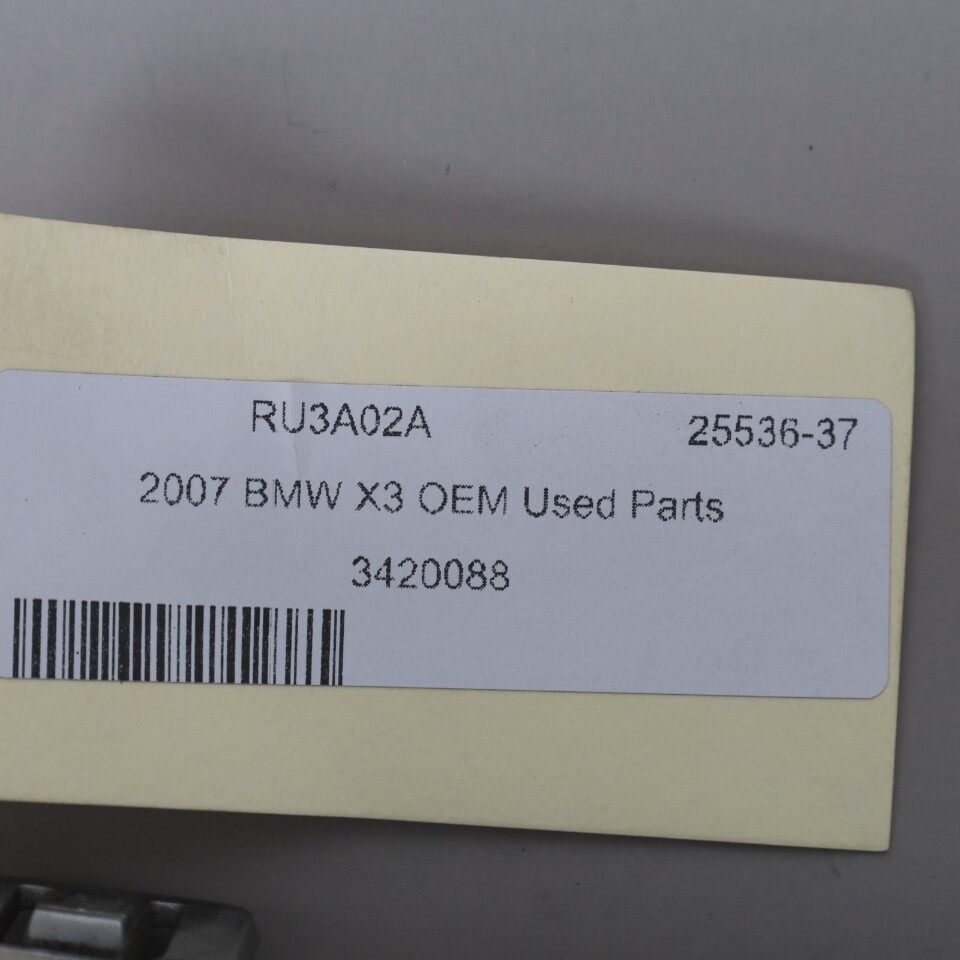 RU3A02A 25536-37
2007 BMW X3 OEM Used Parts
3420088